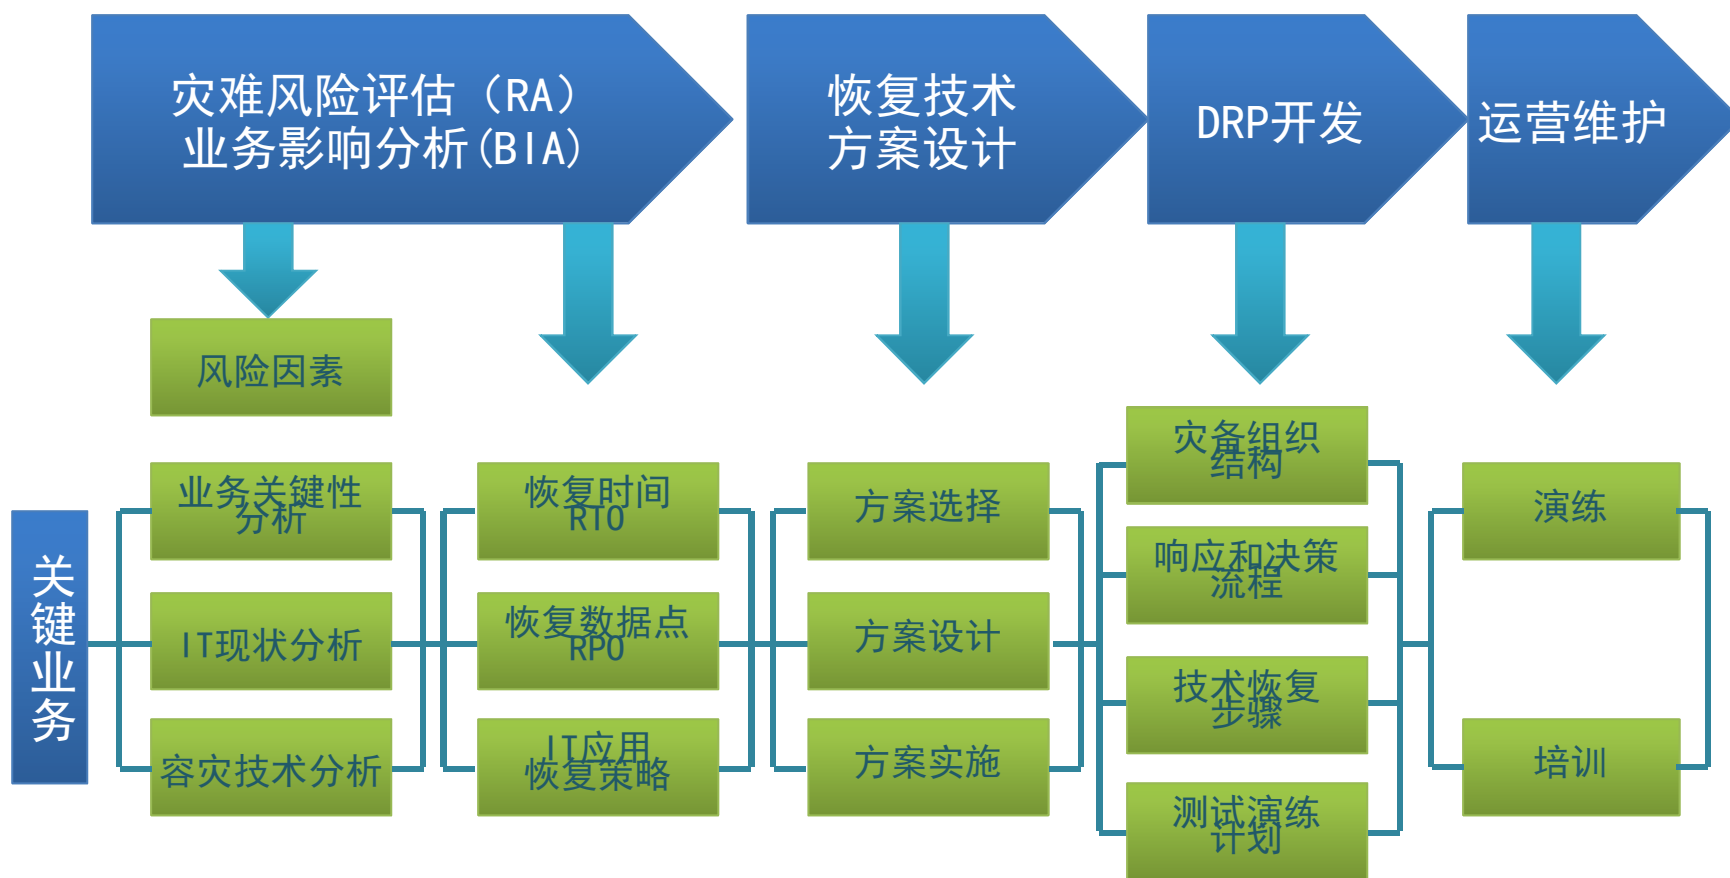 灾难风险评估（RA）
业务影响分析(BIA)
恢复技术
方案设计
DRP开发
运营维护
风险因素
关键业务
业务关键性
分析
IT现状分析
容灾技术分析
恢复时间
RTO
恢复数据点
RPO
IT应用
恢复策略
方案选择
方案设计
方案实施
灾备组织
结构
响应和决策
流程
技术恢复
步骤
测试演练
计划
演练
培训